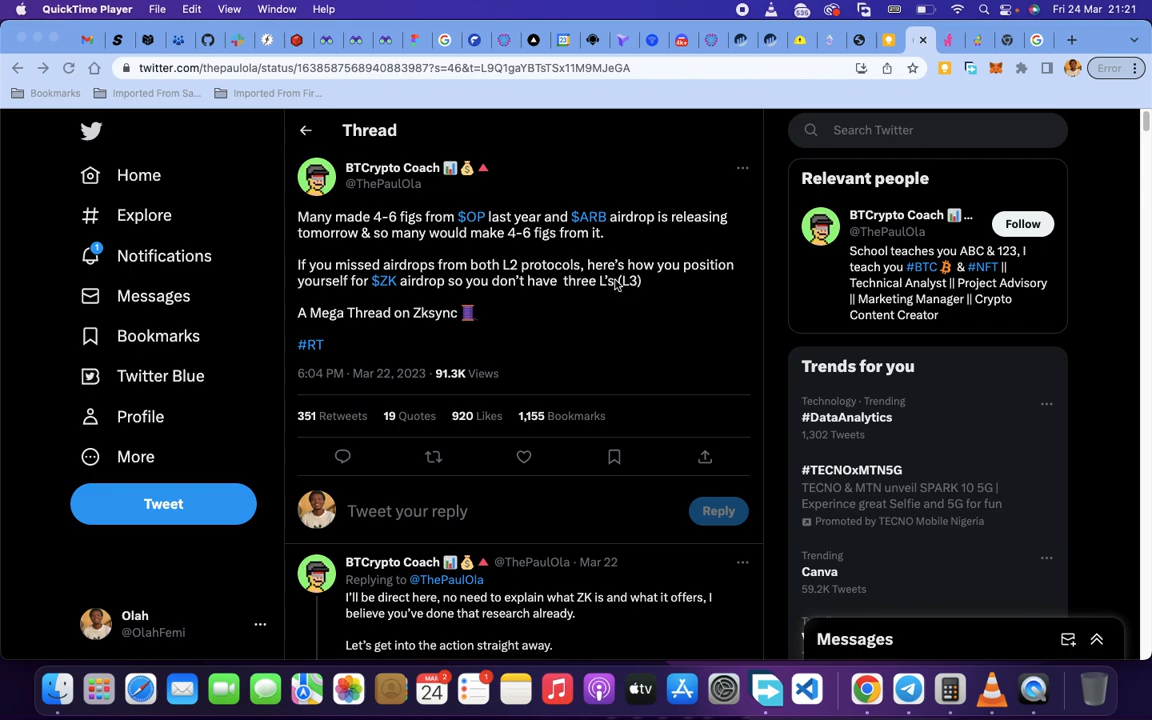 QuickTime Player File Edit View Window Help
535
Fri 24 Mar 21:21
twitter.com/thepaulola/status/1638587568940883987?s=46&t=L9Q1gaYBTsTSx11M9MJeGA
Error
Bookmarks Imported From Sa... Imported From Fir...
Home
Explore
1
Notifications
Messages
Bookmarks
Twitter Blue
Profile
More
Tweet
Olah
@OlahFemi
Thread
BTCrypto Coach 📊💰🔺
@ThePaulOla
Many made 4-6 figs from $OP last year and $ARB airdrop is releasing
tomorrow & so many would make 4-6 figs from it.
If you missed airdrops from both L2 protocols, here's how you position
yourself for $ZK airdrop so you don't have three L's (L3)
A Mega Thread on Zksync 🧵
#RT
6:04 PM · Mar 22, 2023 · 91.3K Views
351 Retweets 19 Quotes 920 Likes 1,155 Bookmarks
Tweet your reply
Reply
BTCrypto Coach 📊💰🔺 @ThePaulOla · Mar 22
Replying to @ThePaulOla
I'll be direct here, no need to explain what ZK is and what it offers, I
believe you've done that research already.
Let's get into the action straight away.
Search Twitter
Relevant people
BTCrypto Coach 📊 ...
@ThePaulOla
Follow
School teaches you ABC & 123, I
teach you #BTC & #NFT ||
Technical Analyst || Project Advisory
|| Marketing Manager || Crypto
Content Creator
Trends for you
Technology · Trending
#DataAnalytics
1,302 Tweets
#TECNOxMTN5G
TECNO & MTN unveil SPARK 10 5G |
Experince great Selfie and 5G for fun
Promoted by TECNO Mobile Nigeria
Trending
Canva
59.2K Tweets
Messages
MAR
24
2
1
tv